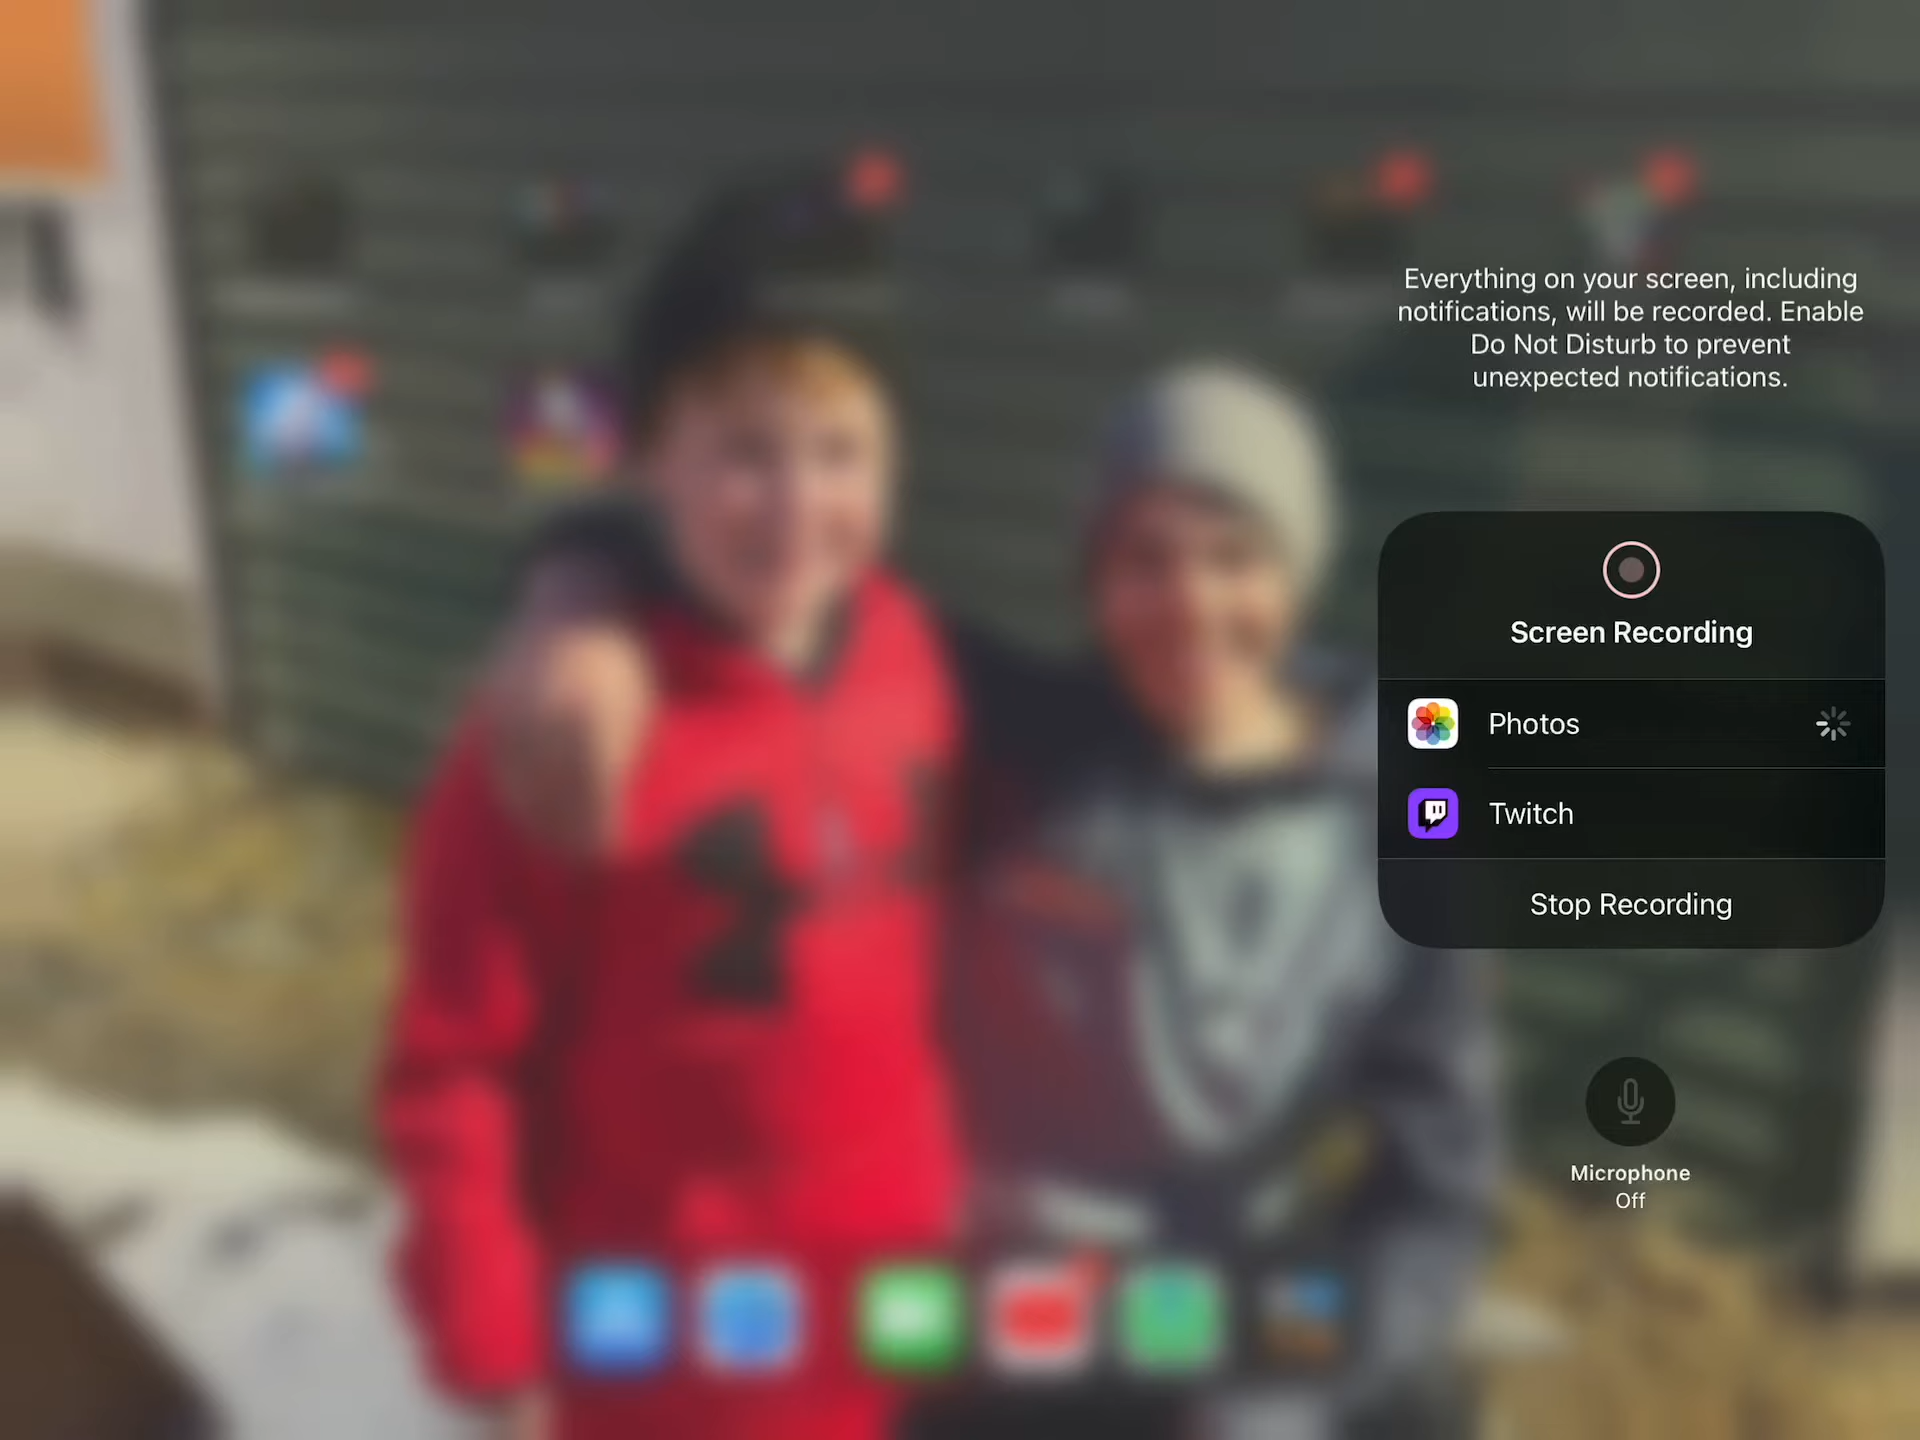 Everything on your screen, including
notifications, will be recorded. Enable
Do Not Disturb to prevent
unexpected notifications.
Screen Recording
Photos
Twitch
Stop Recording
Microphone
Off